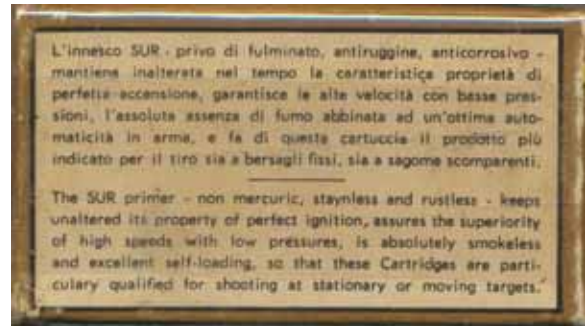 L'innesco SUR - privo di fulminato, antiruggine, anticorrosivo -
mantiene inalterata nel tempo la caratteristica proprietà di
perfetta accensione, garantisce le alte velocità con basse pres-
sioni, l'assoluta assenza di fumo abbinata ad un'ottima auto-
maticità in arma, e fa di questa cartuccia il prodotto più
indicato per il tiro sia a bersagli fissi, sia a sagome scomparenti.
The SUR primer - non mercuric, staynless and rustless - keeps
unaltered its property of perfect ignition, assures the superiority
of high speeds with low pressures, is absolutely smokeless
and excellent self-loading, so that these Cartridges are parti-
culary qualified for shooting at stationary or moving targets.